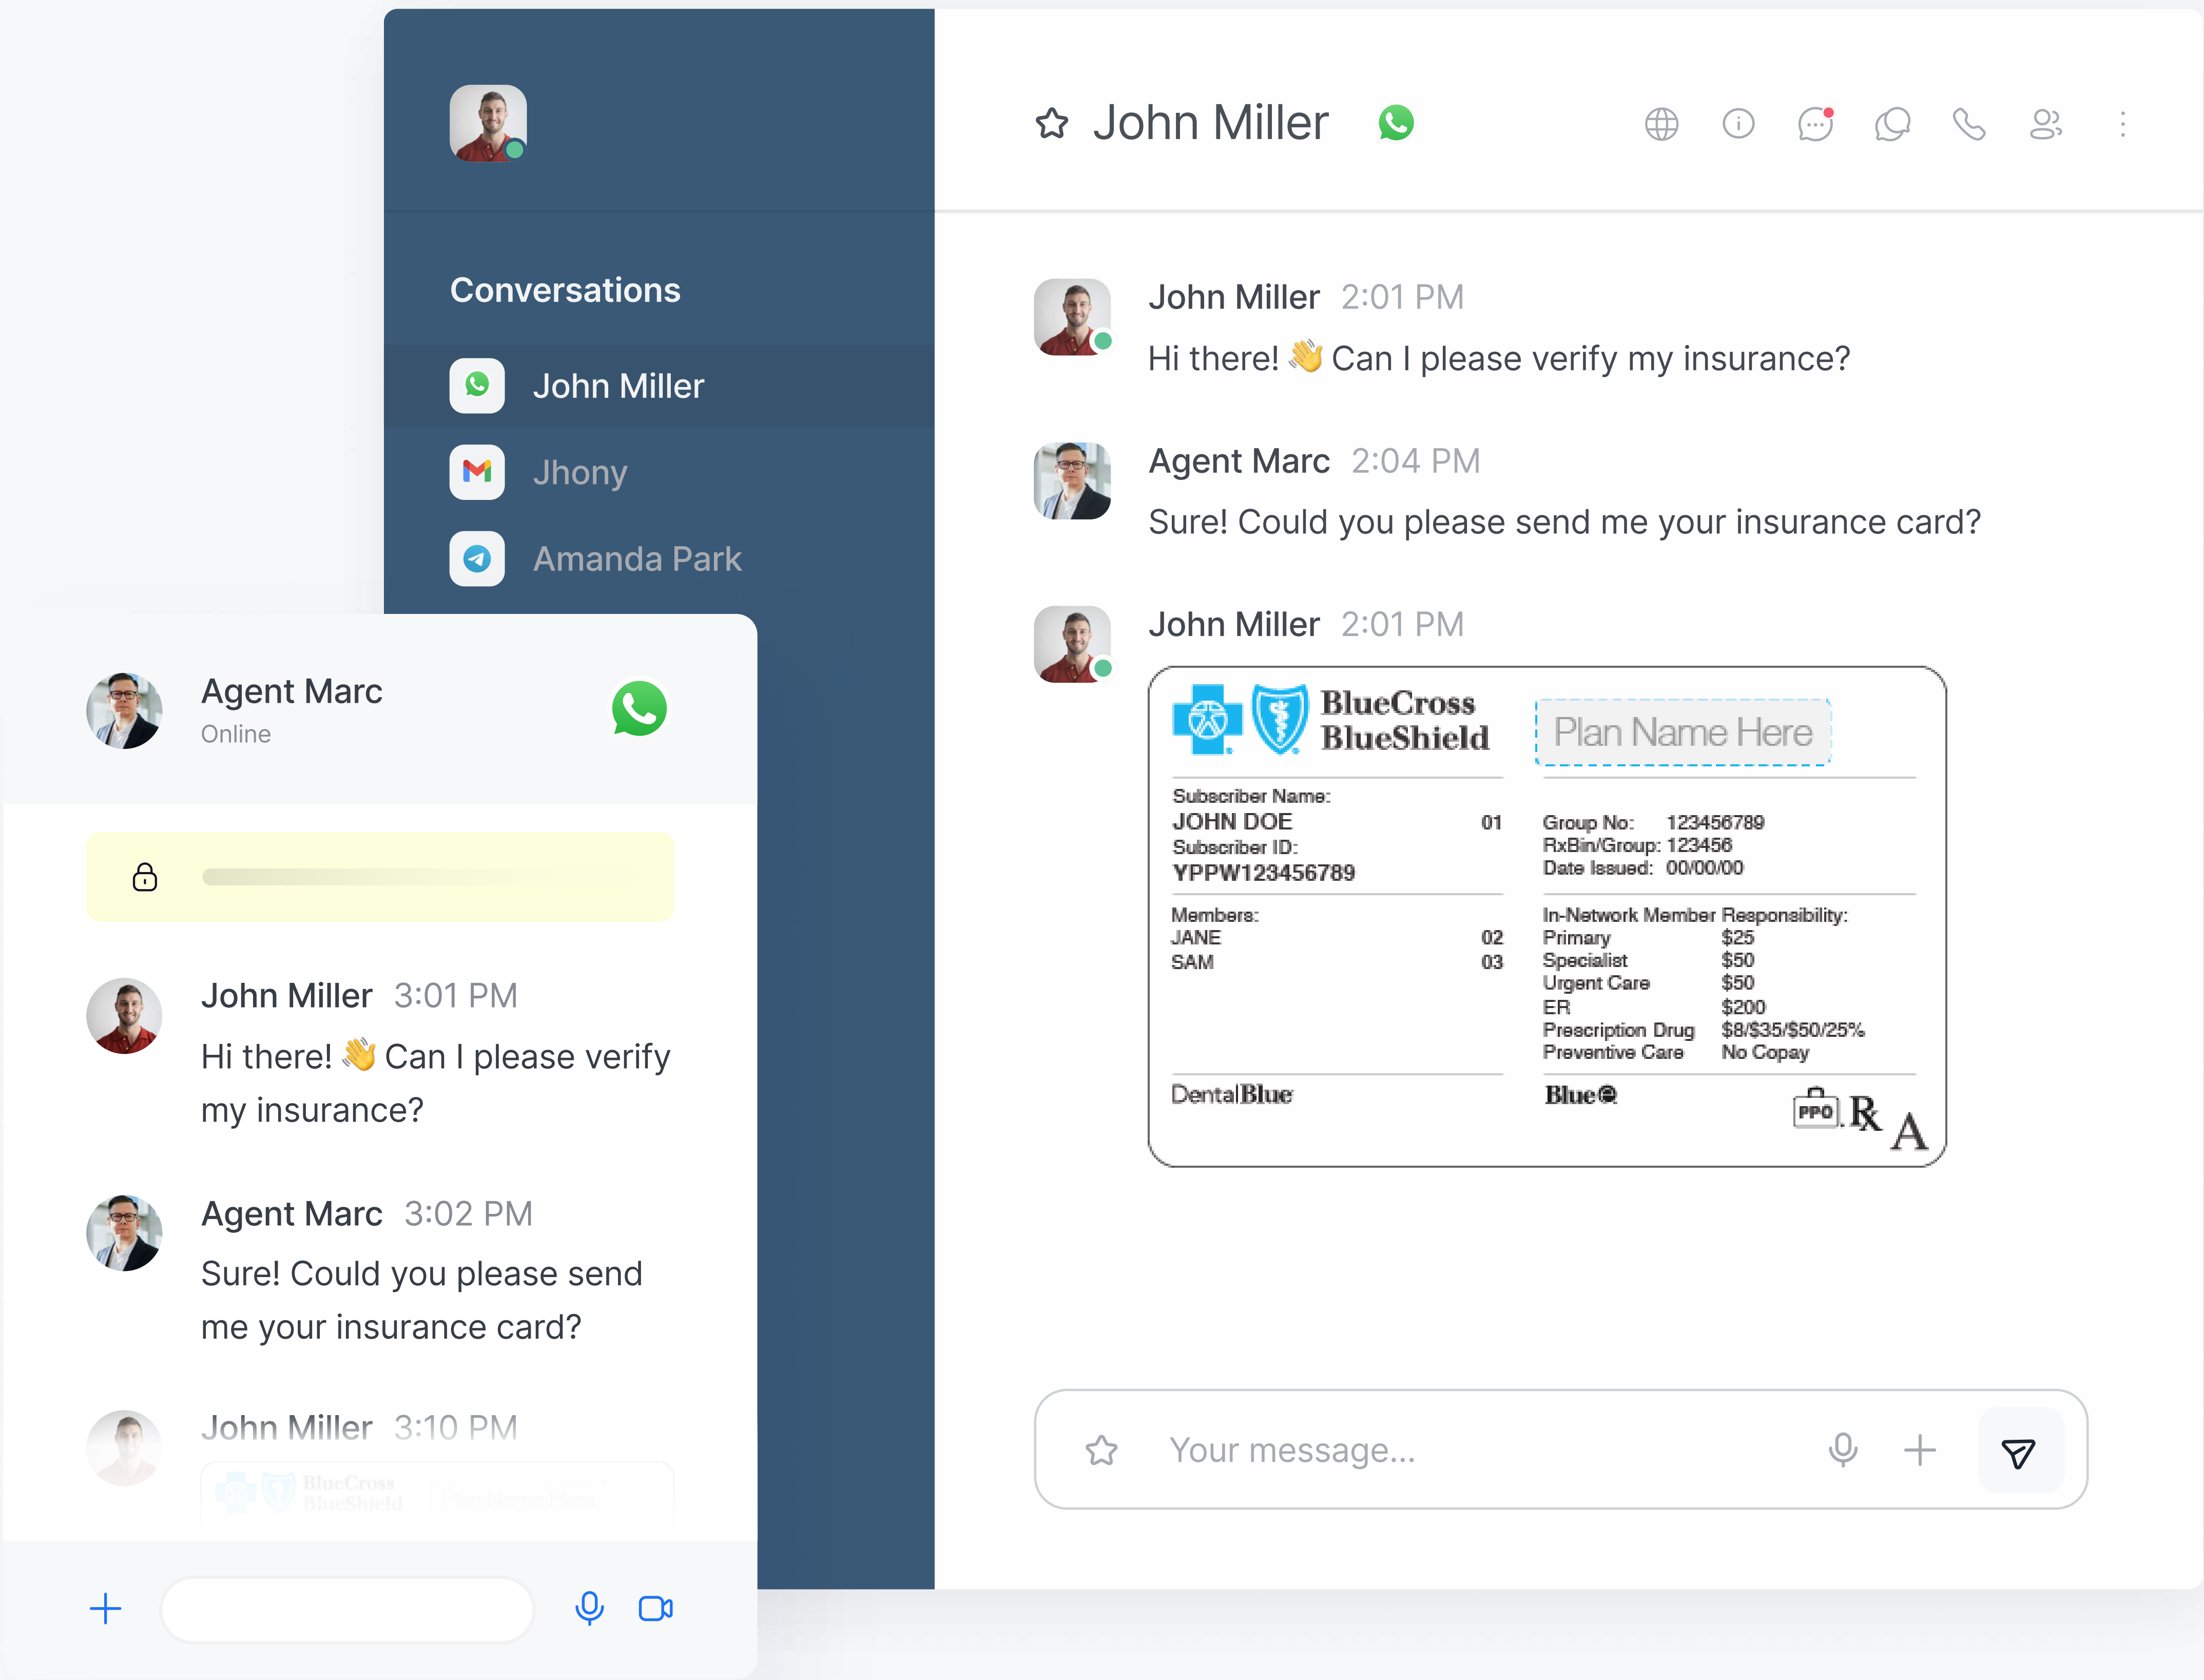 John Miller
Conversations
John Miller
Jhony
Amanda Park
John Miller 2:01 PM
Hi there! 👋 Can I please verify my insurance?
Agent Marc 2:04 PM
Sure! Could you please send me your insurance card?
John Miller 2:01 PM
BlueCross
BlueShield
Plan Name Here
Subscriber Name:
JOHN DOE 01
Subscriber ID:
YPPW123456789
Group No: 123456789
RxBin/Group: 123456
Date Issued: 00/00/00
Members:
JANE 02
SAM 03
In-Network Member Responsibility:
Primary $25
Specialist $50
Urgent Care $50
ER $200
Prescription Drug $8/$35/$50/25%
Preventive Care No Copay
DentalBlue
Blue
PPO
Rx
A
Your message...
Agent Marc
Online
John Miller 3:01 PM
Hi there! 👋 Can I please verify
my insurance?
Agent Marc 3:02 PM
Sure! Could you please send
me your insurance card?
John Miller 3:10 PM
BlueCross
BlueShield
Plan Name Here